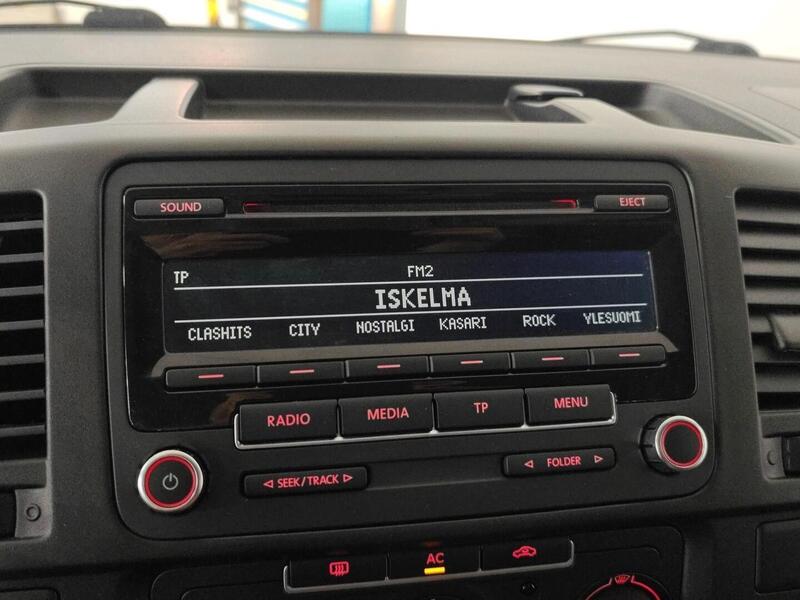 SOUND EJECT
TP FM2
ISKELMA
CLASHITS CITY NOSTALGI KASARI ROCK YLESUOMI
RADIO MEDIA TP MENU
SEEK/TRACK FOLDER
AC